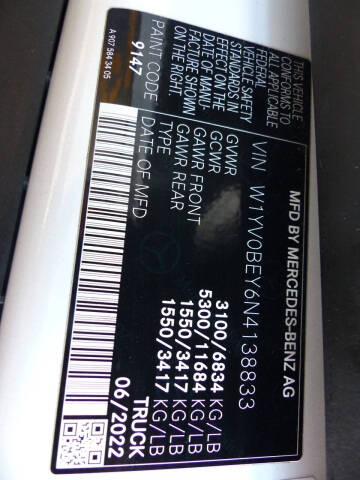 MFD BY MERCEDES-BENZ AG
VIN W1YV0BEY6N4138833
GVWR 3100/6834 KG/LB
GCWR 5300/11684 KG/LB
GAWR FRONT 1550/3417 KG/LB
GAWR REAR 1550/3417 KG/LB
TYPE TRUCK
DATE OF MFD 06/2022
THIS VEHICLE
CONFORMS TO
ALL APPLICABLE
FEDERAL
VEHICLE SAFETY
STANDARDS IN
EFFECT ON THE
DATE OF MANU-
FACTURE SHOWN
ON THE RIGHT.
PAINT CODE
9147
A 907 584 34 05